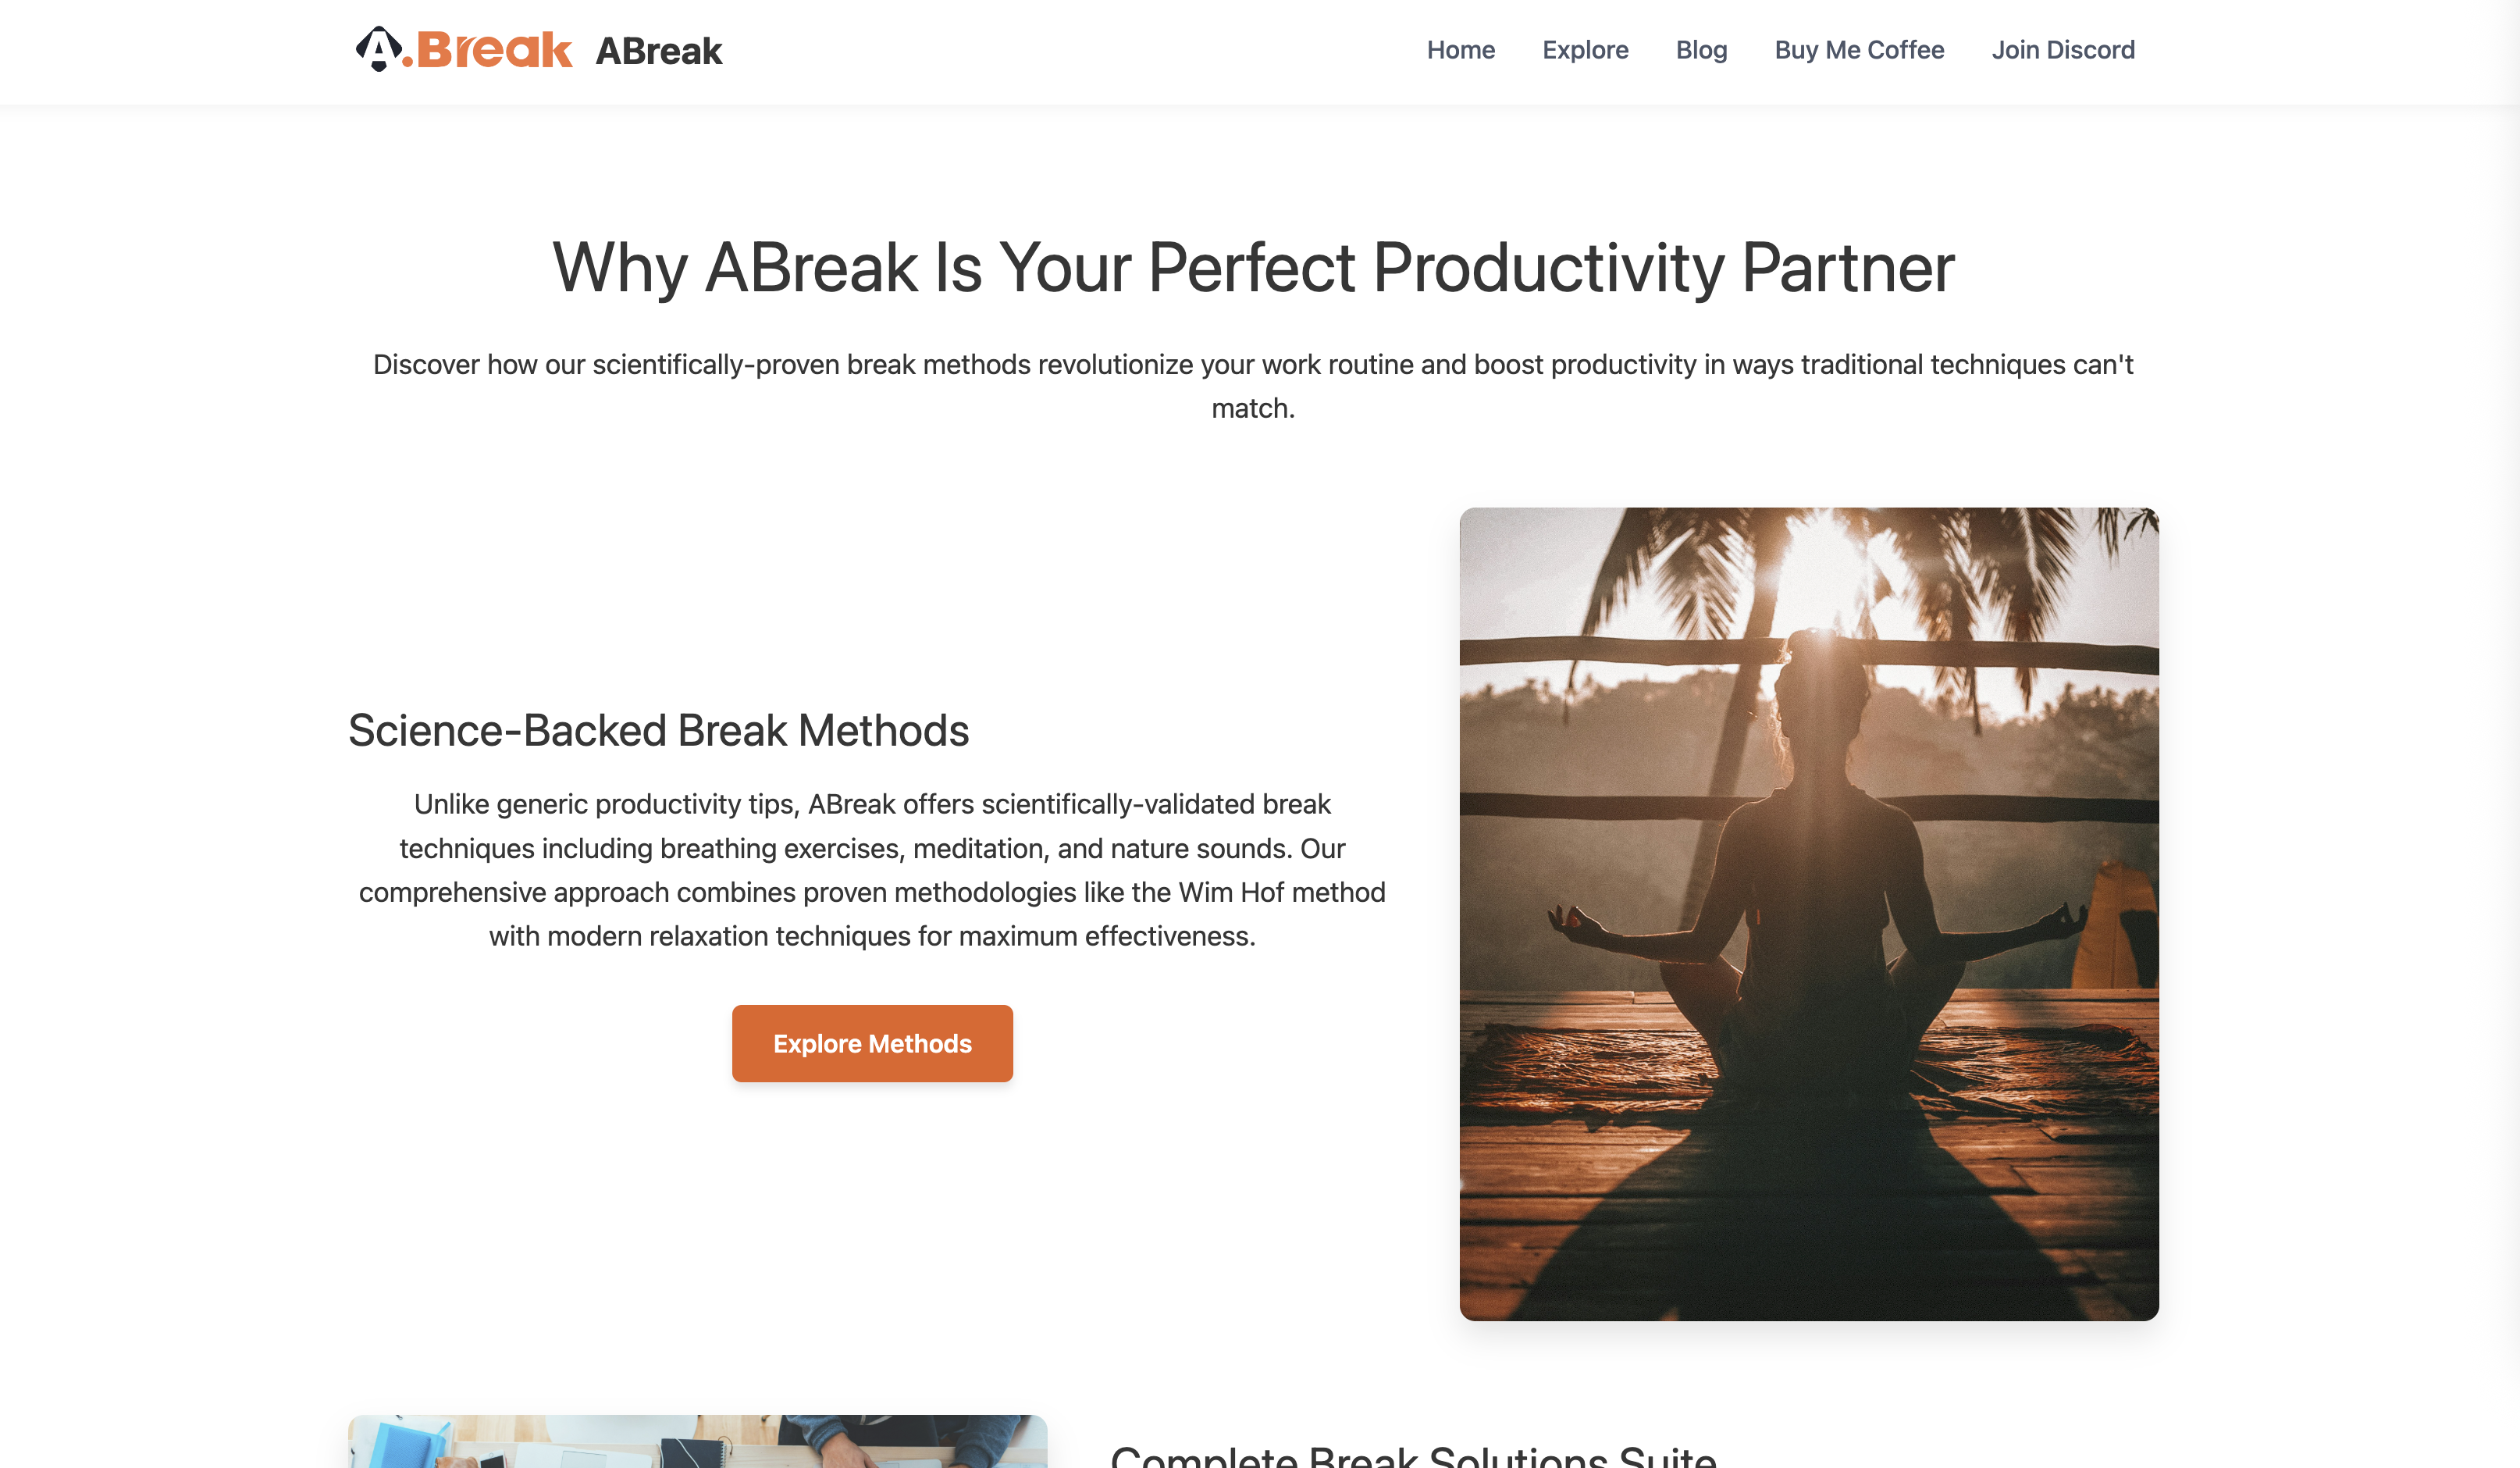 A.Break ABreak
Home Explore Blog Buy Me Coffee Join Discord
Why ABreak Is Your Perfect Productivity Partner
Discover how our scientifically-proven break methods revolutionize your work routine and boost productivity in ways traditional techniques can't
match.
Science-Backed Break Methods
Unlike generic productivity tips, ABreak offers scientifically-validated break
techniques including breathing exercises, meditation, and nature sounds. Our
comprehensive approach combines proven methodologies like the Wim Hof method
with modern relaxation techniques for maximum effectiveness.
Explore Methods
Complete Break Solutions Suite